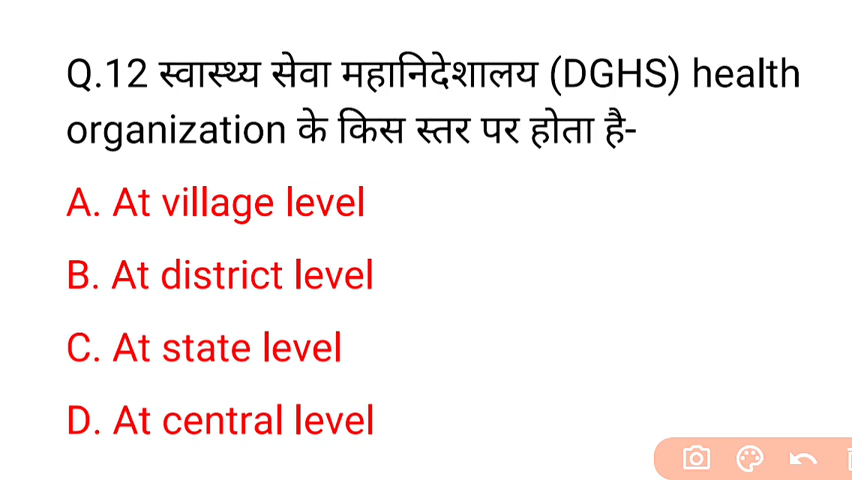 Q.12 स्वास्थ्य सेवा महानिदेशालय (DGHS) health
organization के किस स्तर पर होता है-
A. At village level
B. At district level
C. At state level
D. At central level